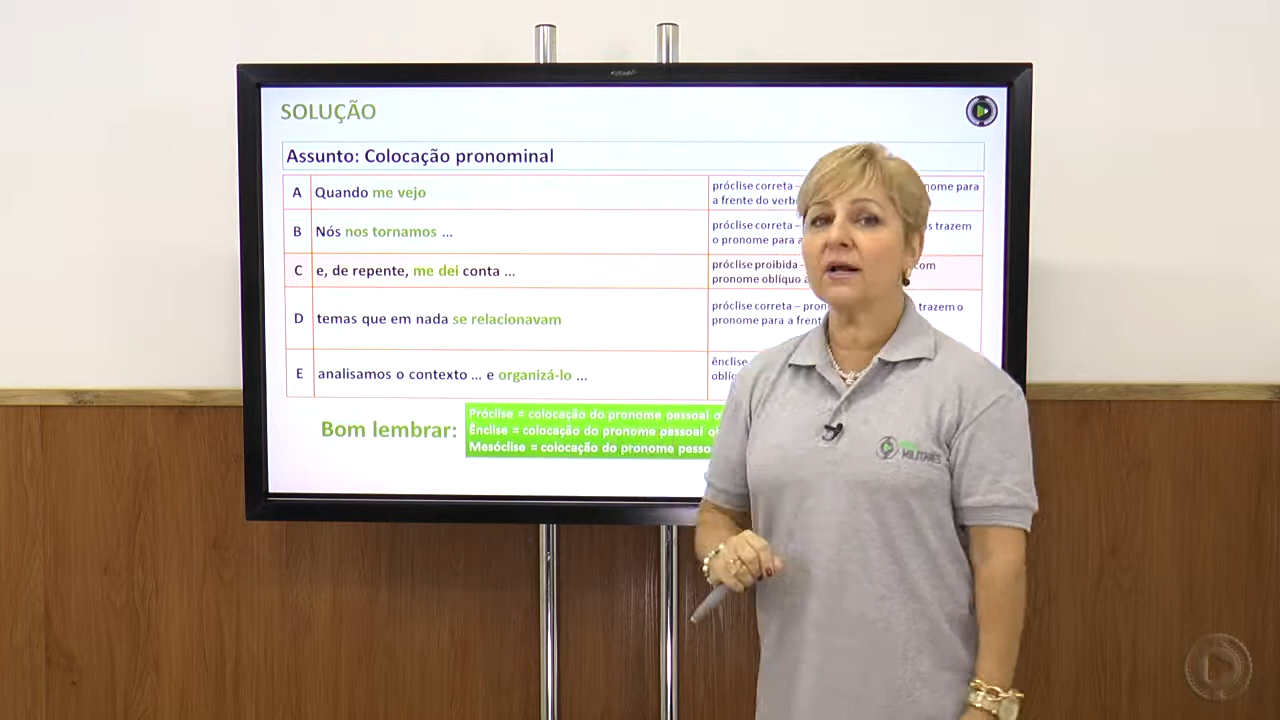 SOLUÇÃO
Assunto: Colocação pronominal
A Quando me vejo
próclise correta – nome para
a frente do verb
B Nós nos tornamos ...
próclise correta – s trazem
o pronome para a
C e, de repente, me dei conta ...
próclise proibida - com
pronome oblíquo a
D temas que em nada se relacionavam
próclise correta – pron trazem o
pronome para a frent
E analisamos o contexto ... e organizá-lo ...
ênclise
oblíq
Bom lembrar:
Próclise = colocação do pronome pessoal o
Ênclise = colocação do pronome pessoal ob
Mesóclise = colocação do pronome pesso
MILITARES